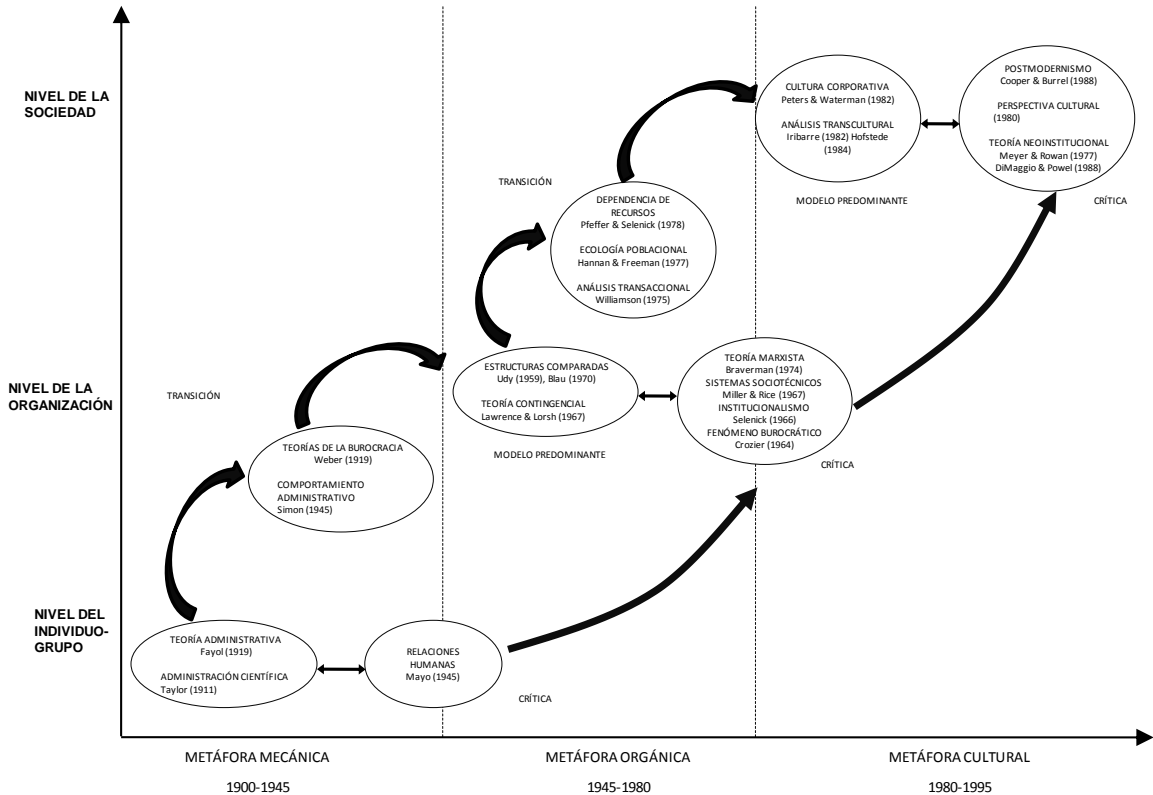 NIVEL DE LA
SOCIEDAD
CULTURA CORPORATIVA
Peters & Waterman (1982)
ANÁLISIS TRANSCULTURAL
Iribarre (1982) Hofstede
(1984)
MODELO PREDOMINANTE
POSTMODERNISMO
Cooper & Burrel (1988)
PERSPECTIVA CULTURAL
(1980)
TEORÍA NEOINSTITUCIONAL
Meyer & Rowan (1977)
DiMaggio & Powel (1988)
CRÍTICA
TRANSICIÓN
DEPENDENCIA DE
RECURSOS
Pfeffer & Selenick (1978)
ECOLOGÍA POBLACIONAL
Hannan & Freeman (1977)
ANÁLISIS TRANSACCIONAL
Williamson (1975)
NIVEL DE LA
ORGANIZACIÓN
TRANSICIÓN
ESTRUCTURAS COMPARADAS
Udy (1959), Blau (1970)
TEORÍA CONTINGENCIAL
Lawrence & Lorsh (1967)
MODELO PREDOMINANTE
TEORÍA MARXISTA
Braverman (1974)
SISTEMAS SOCIOTÉCNICOS
Miller & Rice (1967)
INSTITUCIONALISMO
Selenick (1966)
FENÓMENO BUROCRÁTICO
Crozier (1964)
CRÍTICA
TEORÍAS DE LA BUROCRACIA
Weber (1919)
COMPORTAMIENTO
ADMINISTRATIVO
Simon (1945)
NIVEL DEL
INDIVIDUO-
GRUPO
TEORÍA ADMINISTRATIVA
Fayol (1919)
ADMINISTRACIÓN CIENTÍFICA
Taylor (1911)
RELACIONES
HUMANAS
Mayo (1945)
CRÍTICA
METÁFORA MECÁNICA
1900-1945
METÁFORA ORGÁNICA
1945-1980
METÁFORA CULTURAL
1980-1995